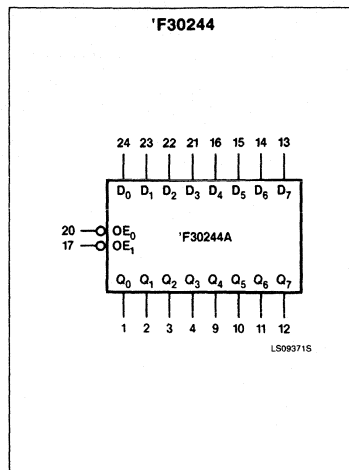 'F30244
24 23 22 21 16 15 14 13
D0 D1 D2 D3 D4 D5 D6 D7
20 OE0
'F30244A
17 OE1
Q0 Q1 Q2 Q3 Q4 Q5 Q6 Q7
1 2 3 4 9 10 11 12
LS09371S